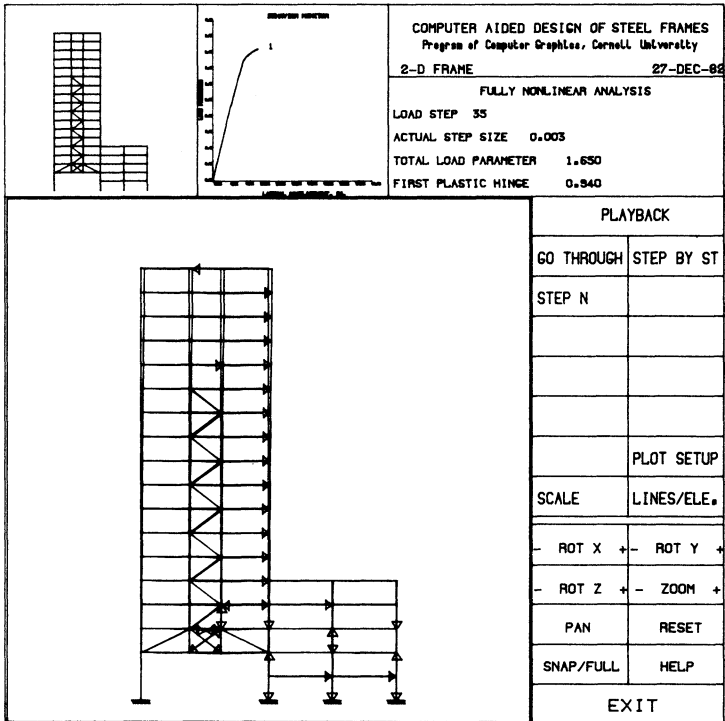 BEHAVIOR MONITOR
1
COMPUTER AIDED DESIGN OF STEEL FRAMES
Program of Computer Graphics, Cornell University
2-D FRAME 27-DEC-82
FULLY NONLINEAR ANALYSIS
LOAD STEP 35
ACTUAL STEP SIZE 0.003
TOTAL LOAD PARAMETER 1.650
FIRST PLASTIC HINGE 0.940
PLAYBACK
GO THROUGH STEP BY ST
STEP N
PLOT SETUP
SCALE LINES/ELE.
- ROT X + - ROT Y +
- ROT Z + - ZOOM +
PAN RESET
SNAP/FULL HELP
EXIT